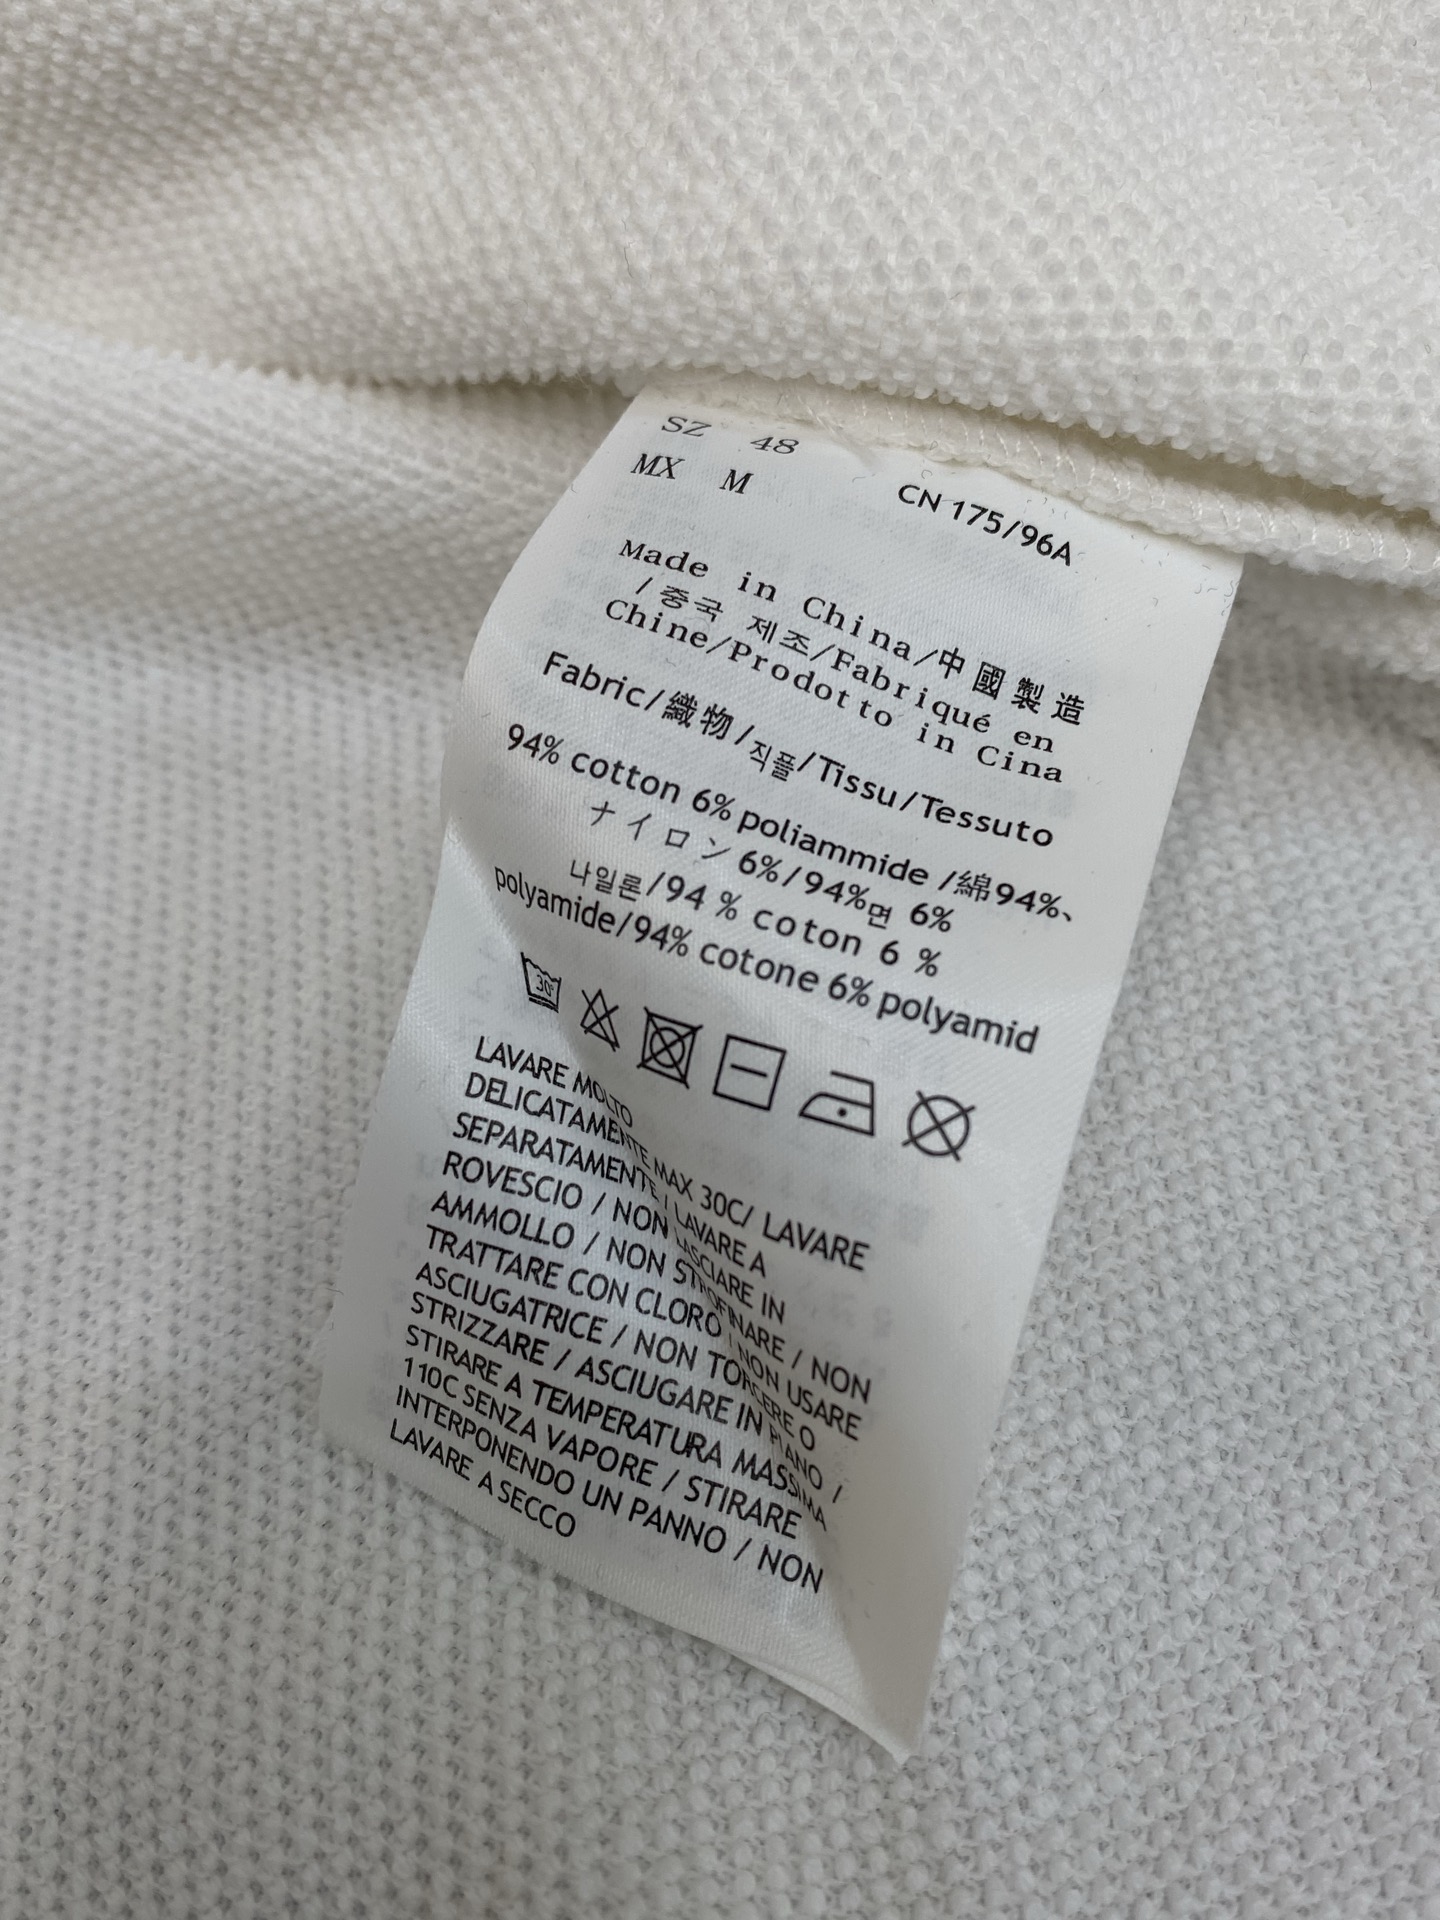 SZ 48
MX M
CN 175/96A
Made in China/中國製造
/중국 제조/Fabriqué en
Chine/Prodotto in Cina
Fabric/織物/직플/Tissu/Tessuto
94% cotton 6% poliammide /綿94%、
ナイロン 6%/94%면 6%
나일론/94 % coton 6 %
polyamide/94% cotone 6% polyamid
30°
LAVARE MOLTO
DELICATAMENTE MAX 30C/ LAVARE
SEPARATAMENTE / LAVARE A
ROVESCIO / NON LASCIARE IN
AMMOLLO / NON STROFINARE / NON
TRATTARE CON CLORO / NON USARE
ASCIUGATRICE / NON TORCERE O
STRIZZARE / ASCIUGARE IN PIANO /
STIRARE A TEMPERATURA MASSIMA
110C SENZA VAPORE / STIRARE
INTERPONENDO UN PANNO / NON
LAVARE A SECCO